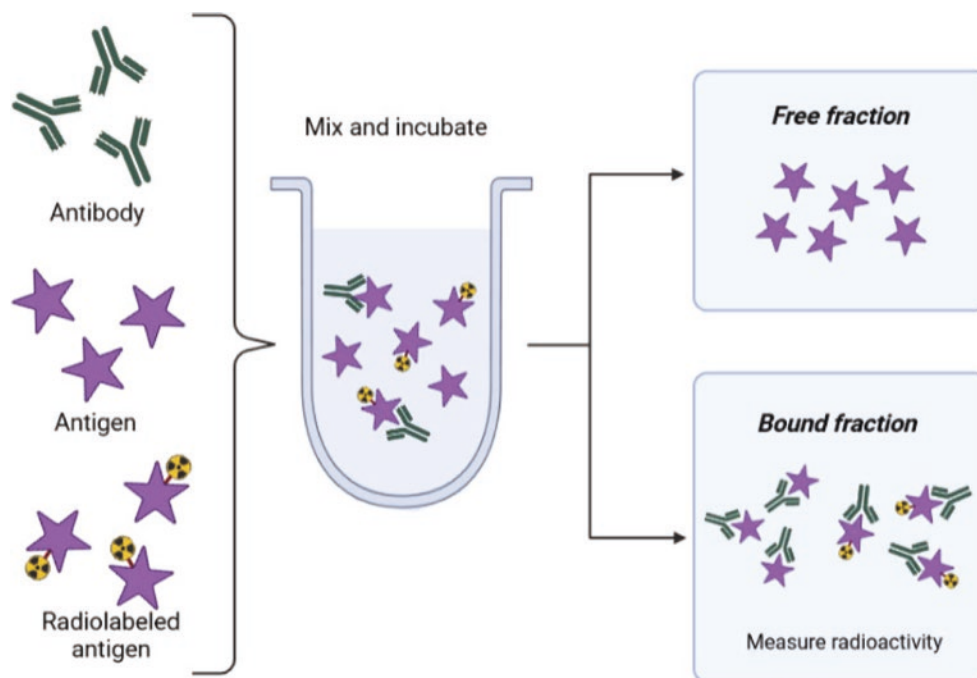 Antibody
Antigen
Radiolabeled
antigen
Mix and incubate
Free fraction
Bound fraction
Measure radioactivity